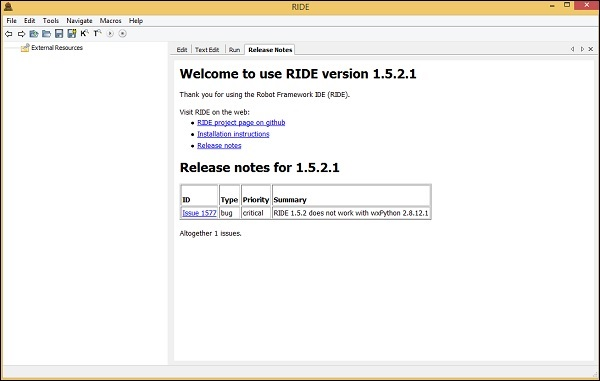 RIDE
File Edit Tools Navigate Macros Help
External Resources
Edit Text Edit Run Release Notes
Welcome to use RIDE version 1.5.2.1
Thank you for using the Robot Framework IDE (RIDE).
Visit RIDE on the web:
• RIDE project page on github
• Installation instructions
• Release notes
Release notes for 1.5.2.1
ID Type Priority Summary
Issue 1577 bug critical RIDE 1.5.2 does not work with wxPython 2.8.12.1
Altogether 1 issues.